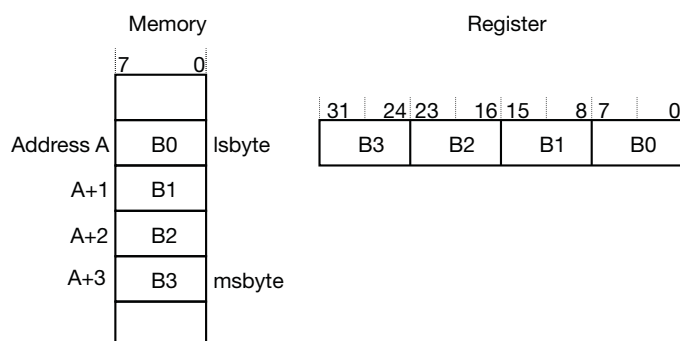 Memory Register
7 0
31 24 23 16 15 8 7 0
Address A B0 lsbyte B3 B2 B1 B0
A+1 B1
A+2 B2
A+3 B3 msbyte